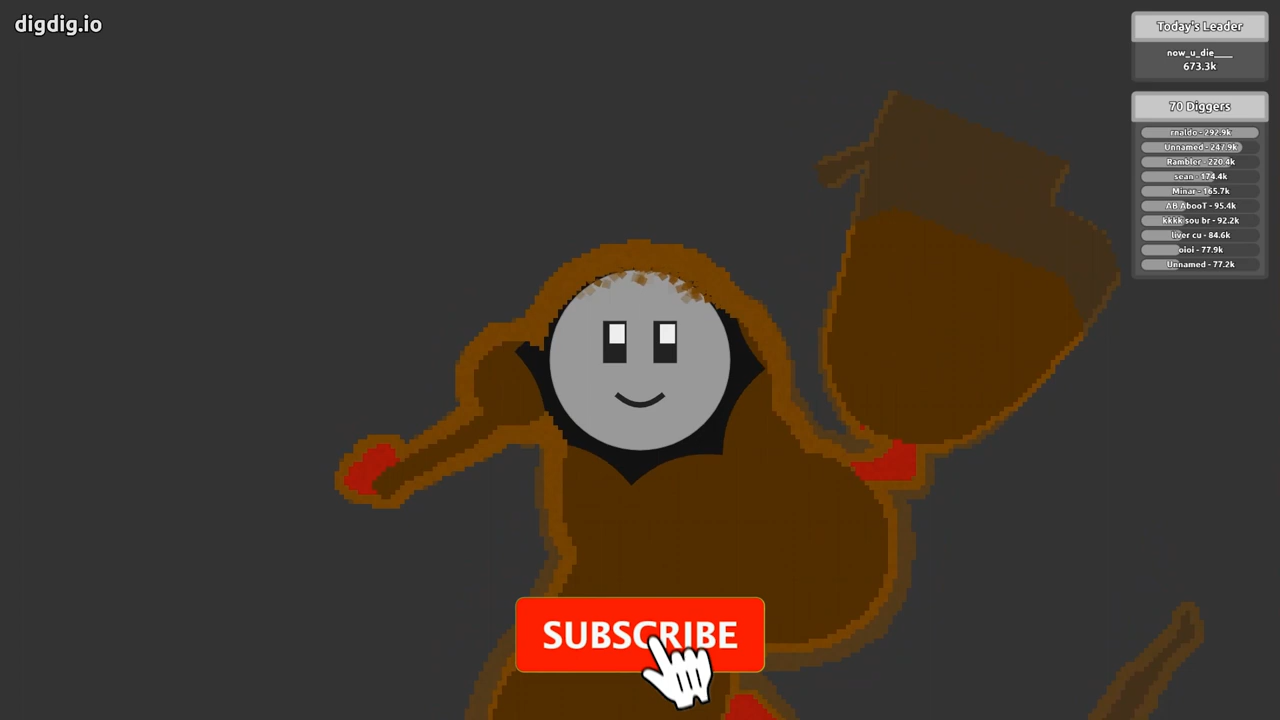 digdig.io
Today's Leader
now_u_die___
673.3k
70 Diggers
rnaldo - 292.9k
Unnamed - 247.9k
Rambler - 220.4k
sean - 174.4k
Minar - 165.7k
AB AbooT - 95.4k
kkkk sou br - 92.2k
liver cu - 84.6k
oioi - 77.9k
Unnamed - 77.2k
SUBSCRIBE